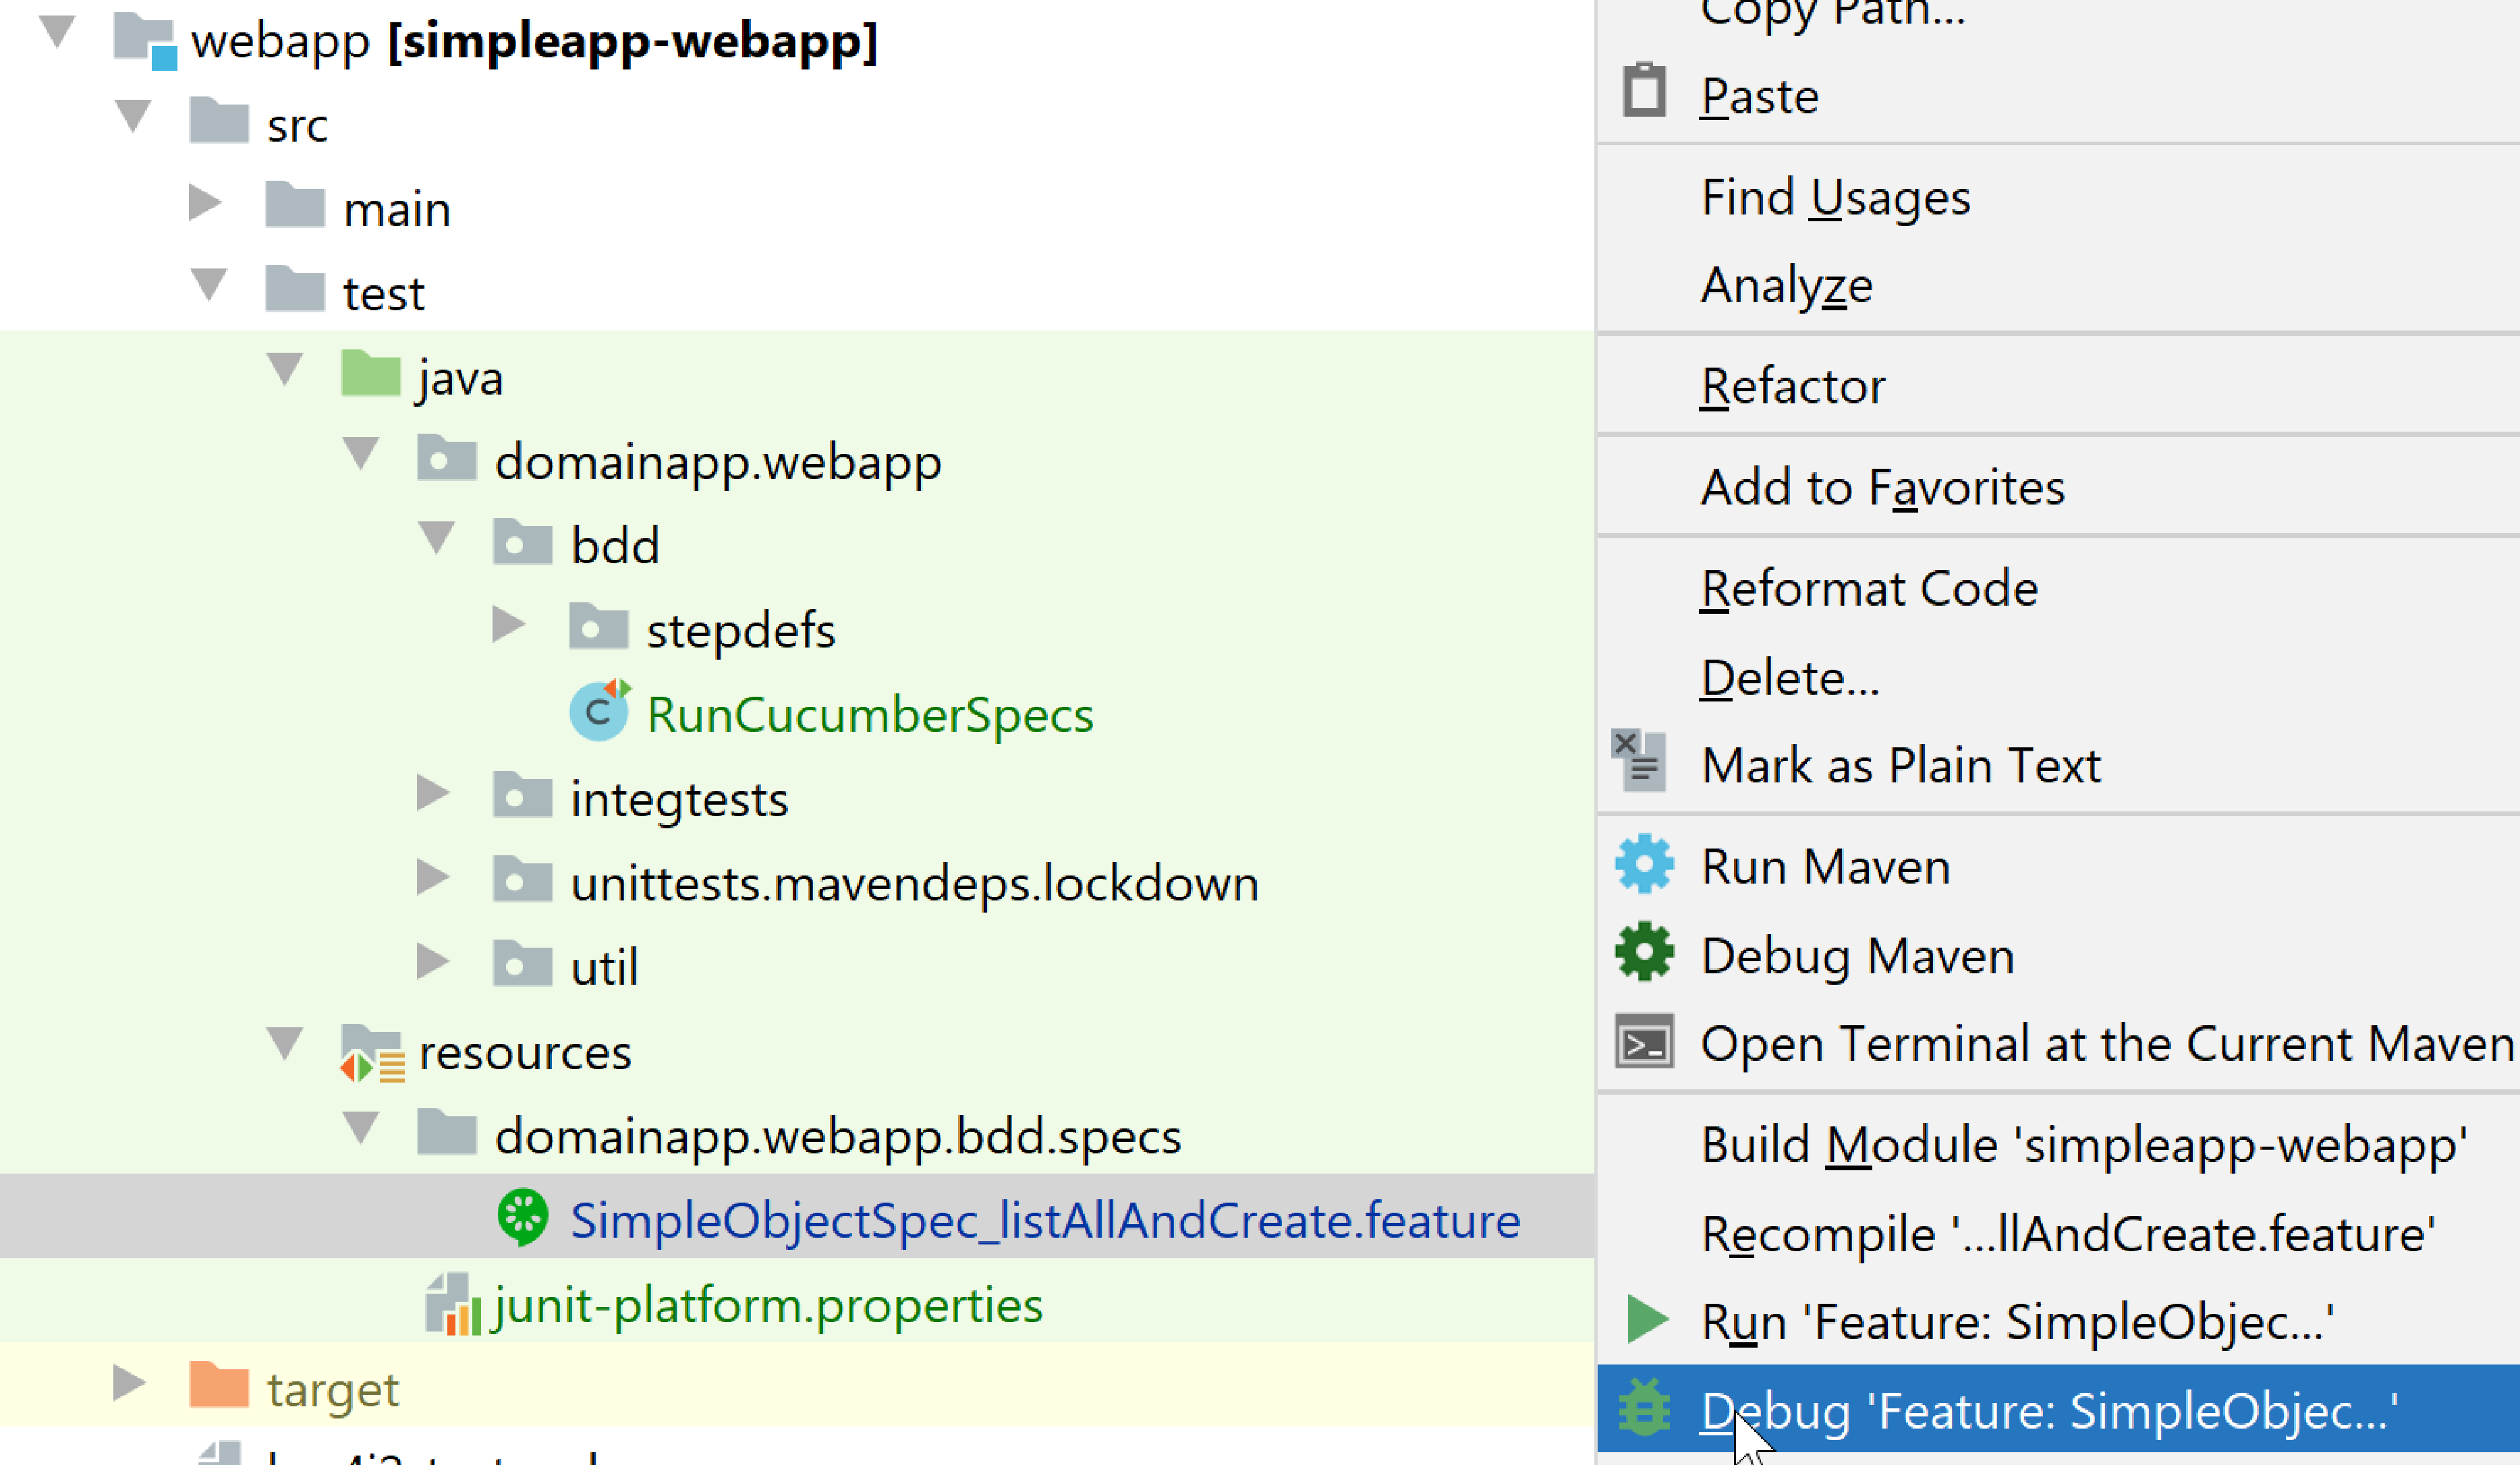 webapp [simpleapp-webapp]
src
main
test
java
domainapp.webapp
bdd
stepdefs
RunCucumberSpecs
integtests
unittests.mavendeps.lockdown
util
resources
domainapp.webapp.bdd.specs
SimpleObjectSpec_listAllAndCreate.feature
junit-platform.properties
target
Copy Path...
Paste
Find Usages
Analyze
Refactor
Add to Favorites
Reformat Code
Delete...
Mark as Plain Text
Run Maven
Debug Maven
Open Terminal at the Current Maven
Build Module 'simpleapp-webapp'
Recompile '...llAndCreate.feature'
Run 'Feature: SimpleObjec...'
Debug 'Feature: SimpleObjec...'